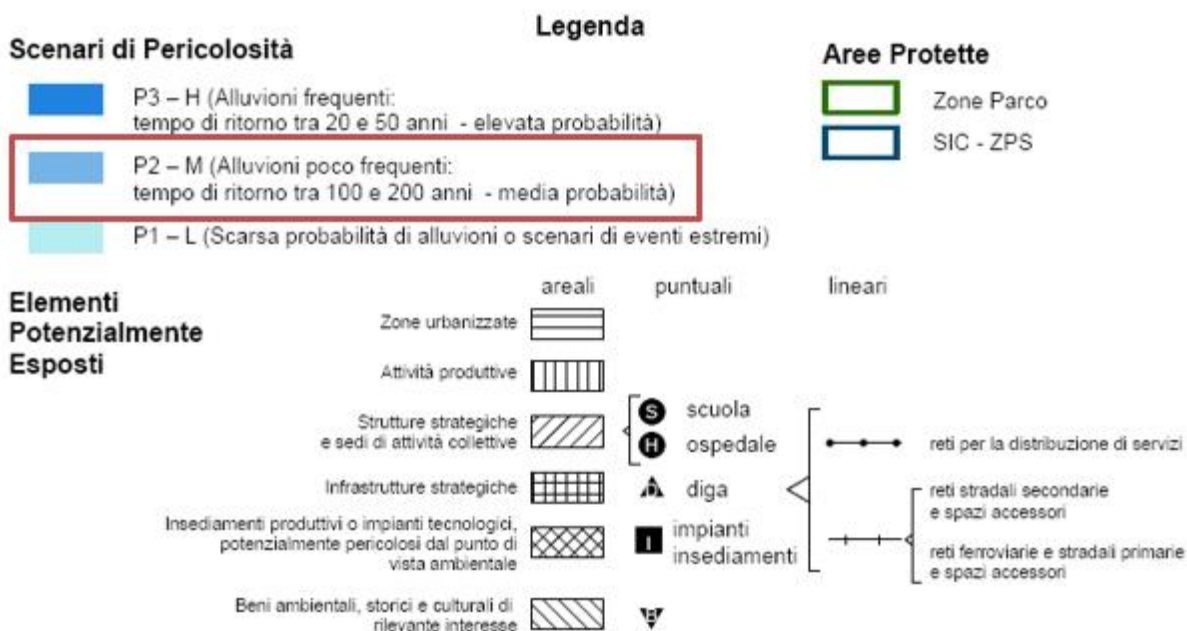 Legenda
Scenari di Pericolosità
P3 – H (Alluvioni frequenti:
tempo di ritorno tra 20 e 50 anni - elevata probabilità)
P2 – M (Alluvioni poco frequenti:
tempo di ritorno tra 100 e 200 anni - media probabilità)
P1 – L (Scarsa probabilità di alluvioni o scenari di eventi estremi)
Aree Protette
Zone Parco
SIC - ZPS
Elementi
Potenzialmente
Esposti
areali
puntuali
lineari
Zone urbanizzate
Attività produttive
Strutture strategiche
e sedi di attività collettive
Infrastrutture strategiche
Insediamenti produttivi o impianti tecnologici,
potenzialmente pericolosi dal punto di
vista ambientale
Beni ambientali, storici e culturali di
rilevante interesse
S scuola
H ospedale
diga
I impianti
insediamenti
reti per la distribuzione di servizi
reti stradali secondarie
e spazi accessori
reti ferroviarie e stradali primarie
e spazi accessori